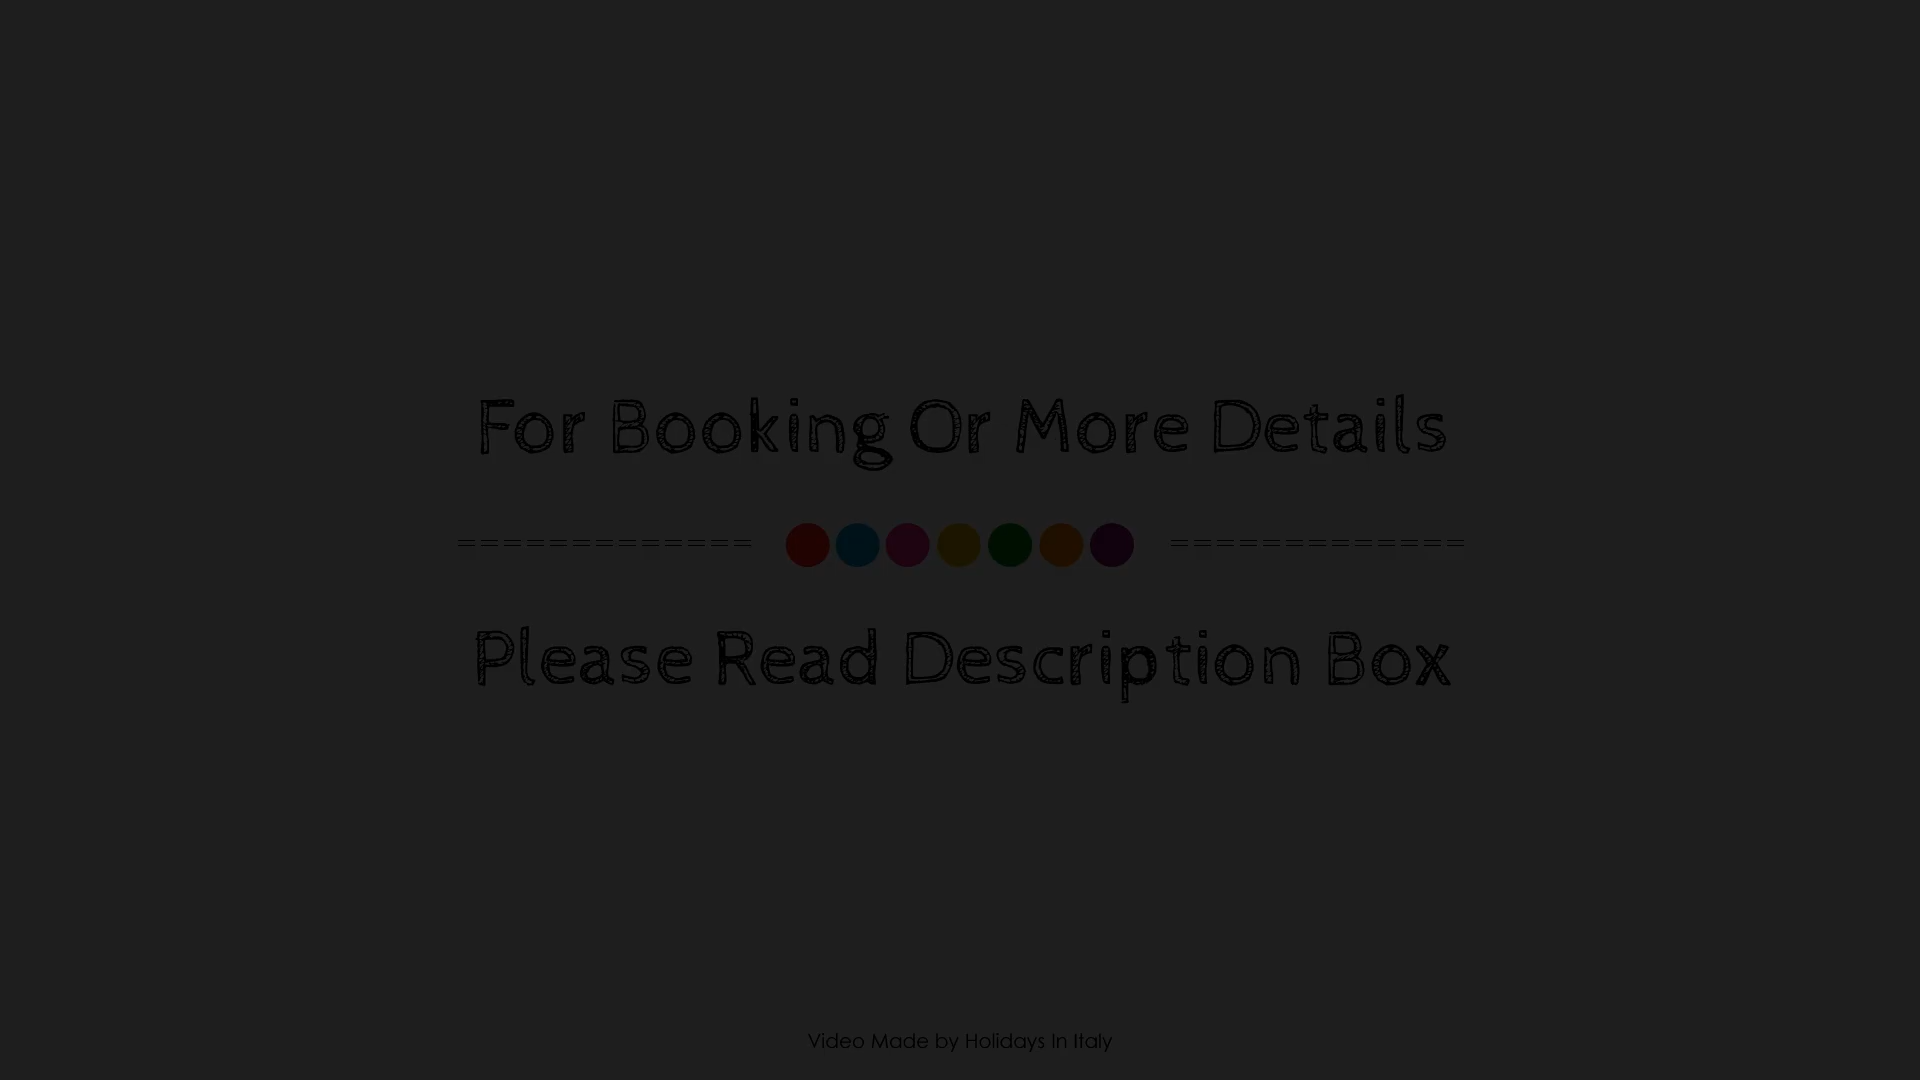 For Booking Or More Details
============= =============
Please Read Description Box
Video Made by Holidays In Italy